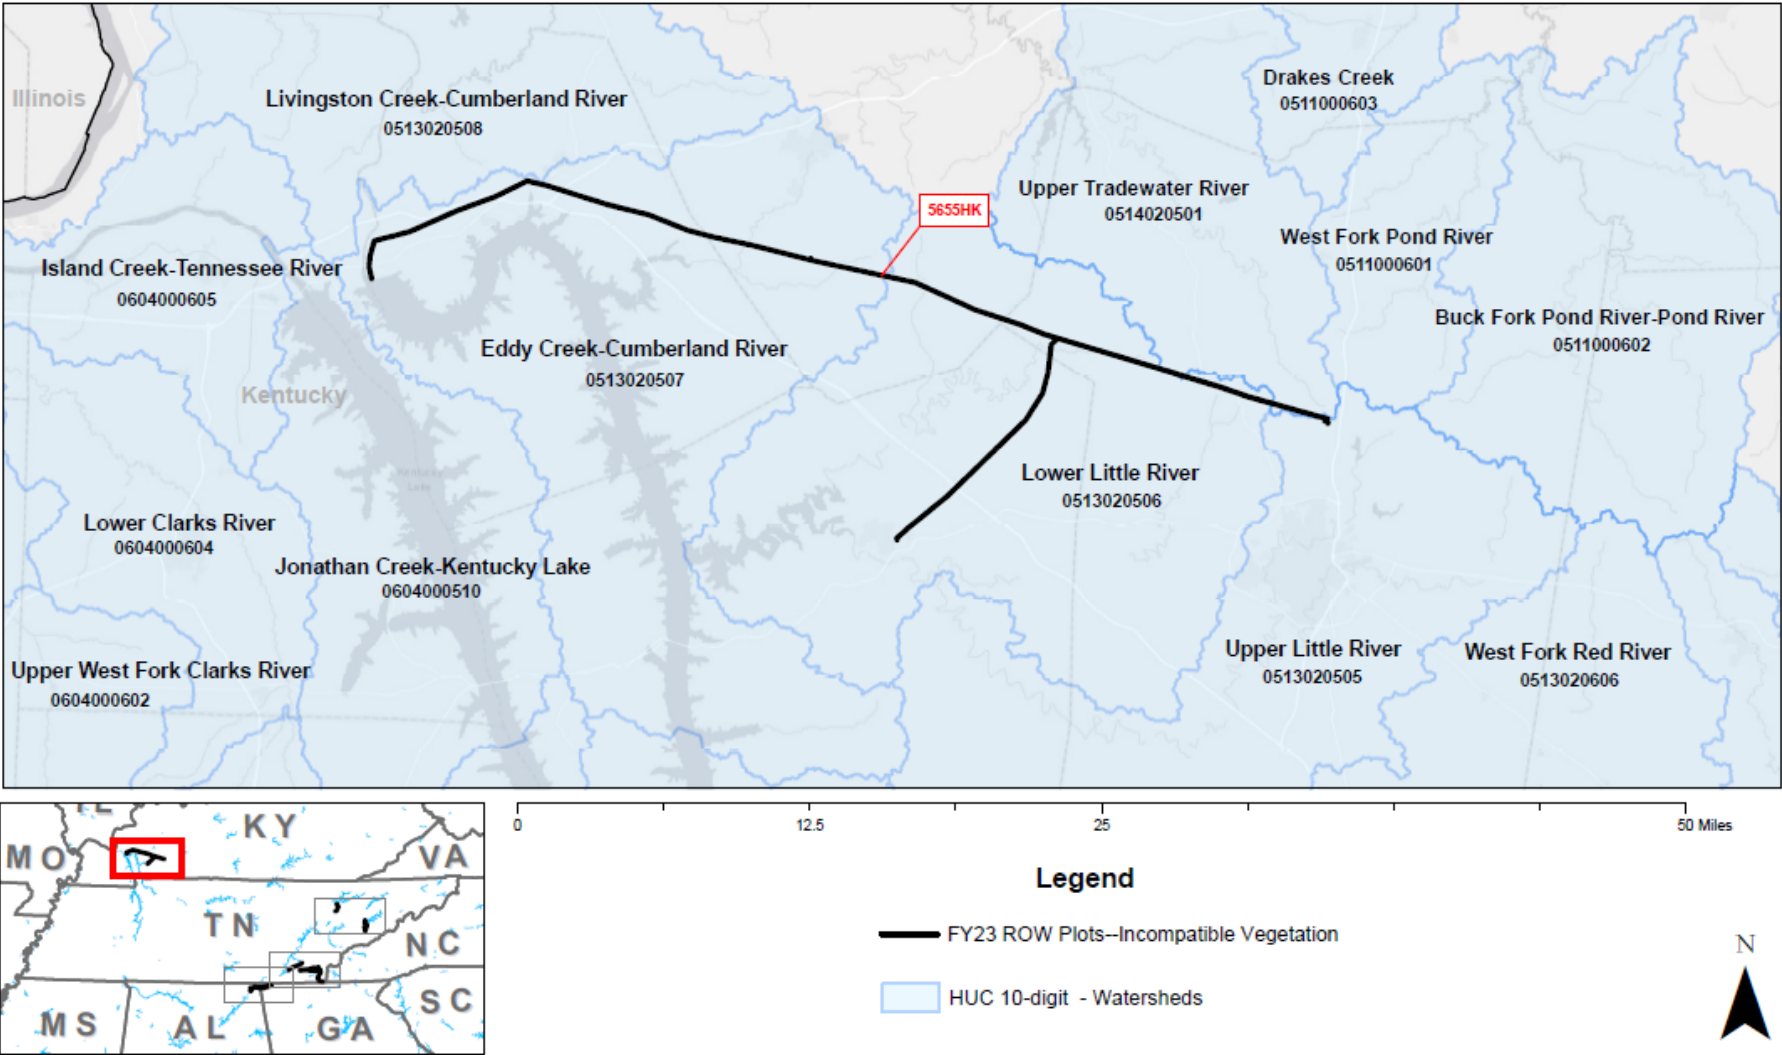 Illinois
Livingston Creek-Cumberland River
0513020508
Drakes Creek
0511000603
5655HK
Upper Tradewater River
0514020501
West Fork Pond River
0511000601
Island Creek-Tennessee River
0604000605
Buck Fork Pond River-Pond River
0511000602
Eddy Creek-Cumberland River
0513020507
Kentucky
Kentucky
Lake
Lower Little River
0513020506
Lower Clarks River
0604000604
Jonathan Creek-Kentucky Lake
0604000510
Upper West Fork Clarks River
0604000602
Upper Little River
0513020505
West Fork Red River
0513020606
IL
KY
MO
VA
TN
NC
SC
MS
AL
GA
0
12.5
25
50 Miles
Legend
FY23 ROW Plots--Incompatible Vegetation
HUC 10-digit - Watersheds
N